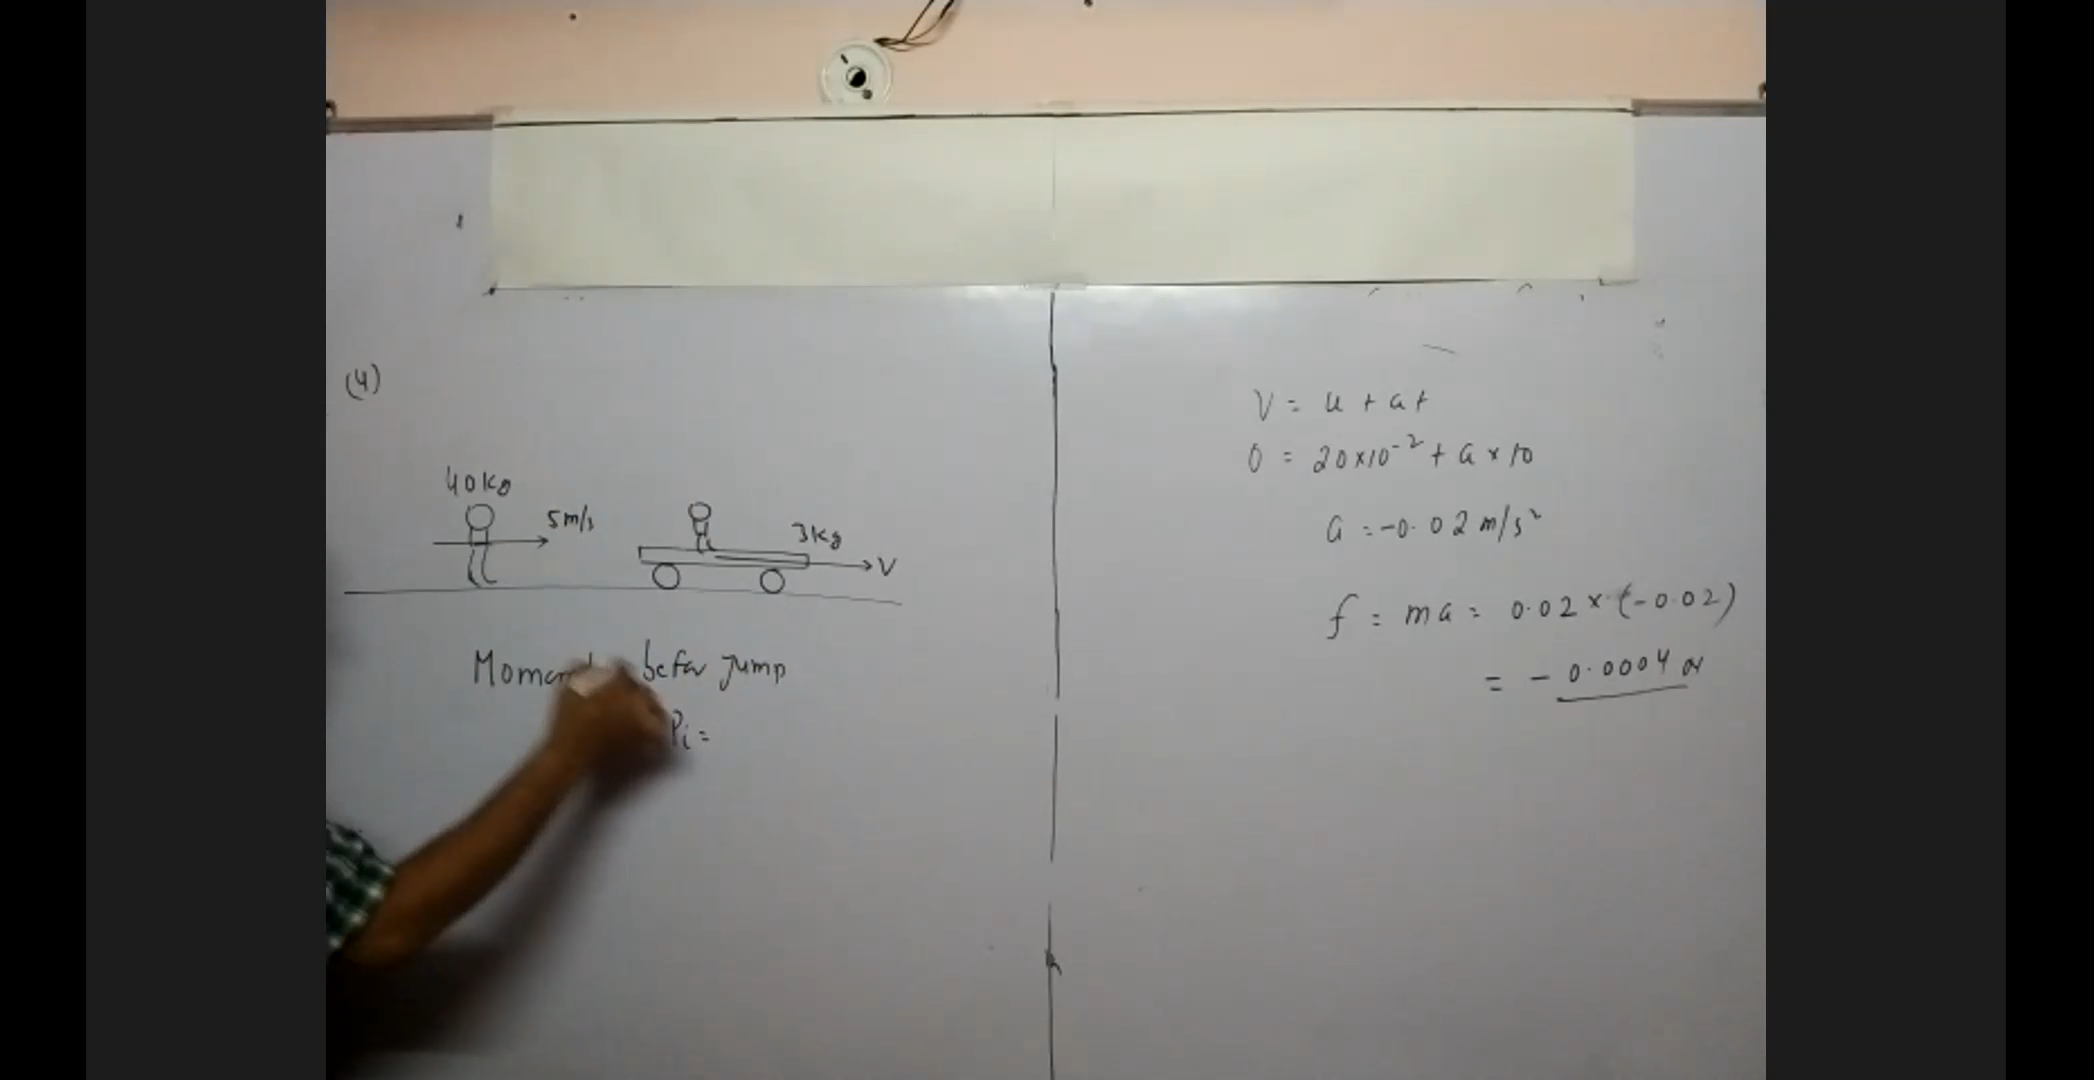 (4)
40kg
5m/s
3kg
V
befor Jump
Pi =
V = u + at
0 = 20×10⁻² + a × 10
a = -0.02 m/s²
f = ma = 0.02 × (-0.02)
= - 0.0004